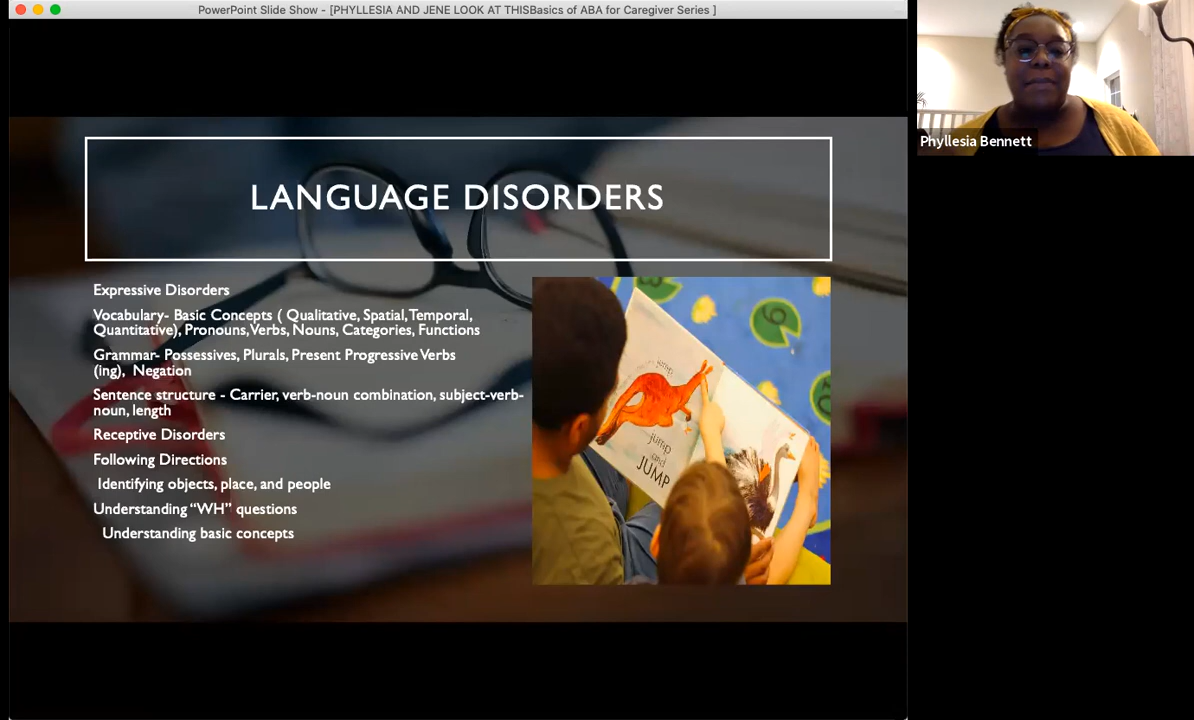 PowerPoint Slide Show - [PHYLLESIA AND JENE LOOK AT THISBasics of ABA for Caregiver Series ]
Phyllesia Bennett
LANGUAGE DISORDERS
Expressive Disorders
Vocabulary- Basic Concepts ( Qualitative, Spatial, Temporal,
Quantitative), Pronouns, Verbs, Nouns, Categories, Functions
Grammar- Possessives, Plurals, Present Progressive Verbs
(ing), Negation
Sentence structure - Carrier, verb-noun combination, subject-verb-
noun, length
Receptive Disorders
Following Directions
Identifying objects, place, and people
Understanding “WH” questions
Understanding basic concepts
jump
jump
and
JUMP